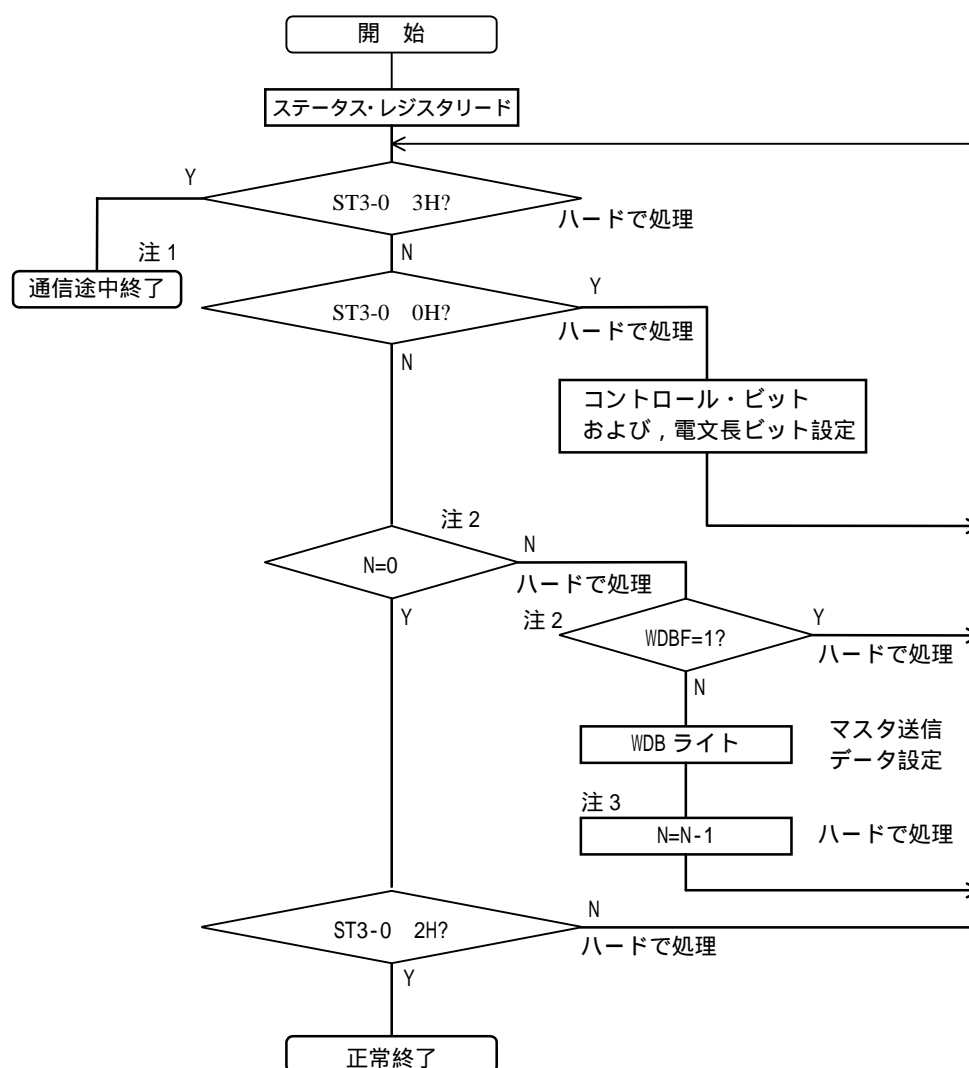 開 始
ステータス・レジスタリード
Y
ST3-0 3H?
ハードで処理
注 1
N
通信途中終了
Y
ST3-0 0H?
ハードで処理
N
コントロール・ビット
および , 電文長ビット設定
注 2
N=0
N
ハードで処理
Y
注 2
WDBF=1?
Y
ハードで処理
N
WDB ライト
マスタ送信
データ設定
注 3
N=N-1
ハードで処理
ST3-0 2H?
N
ハードで処理
Y
正常終了